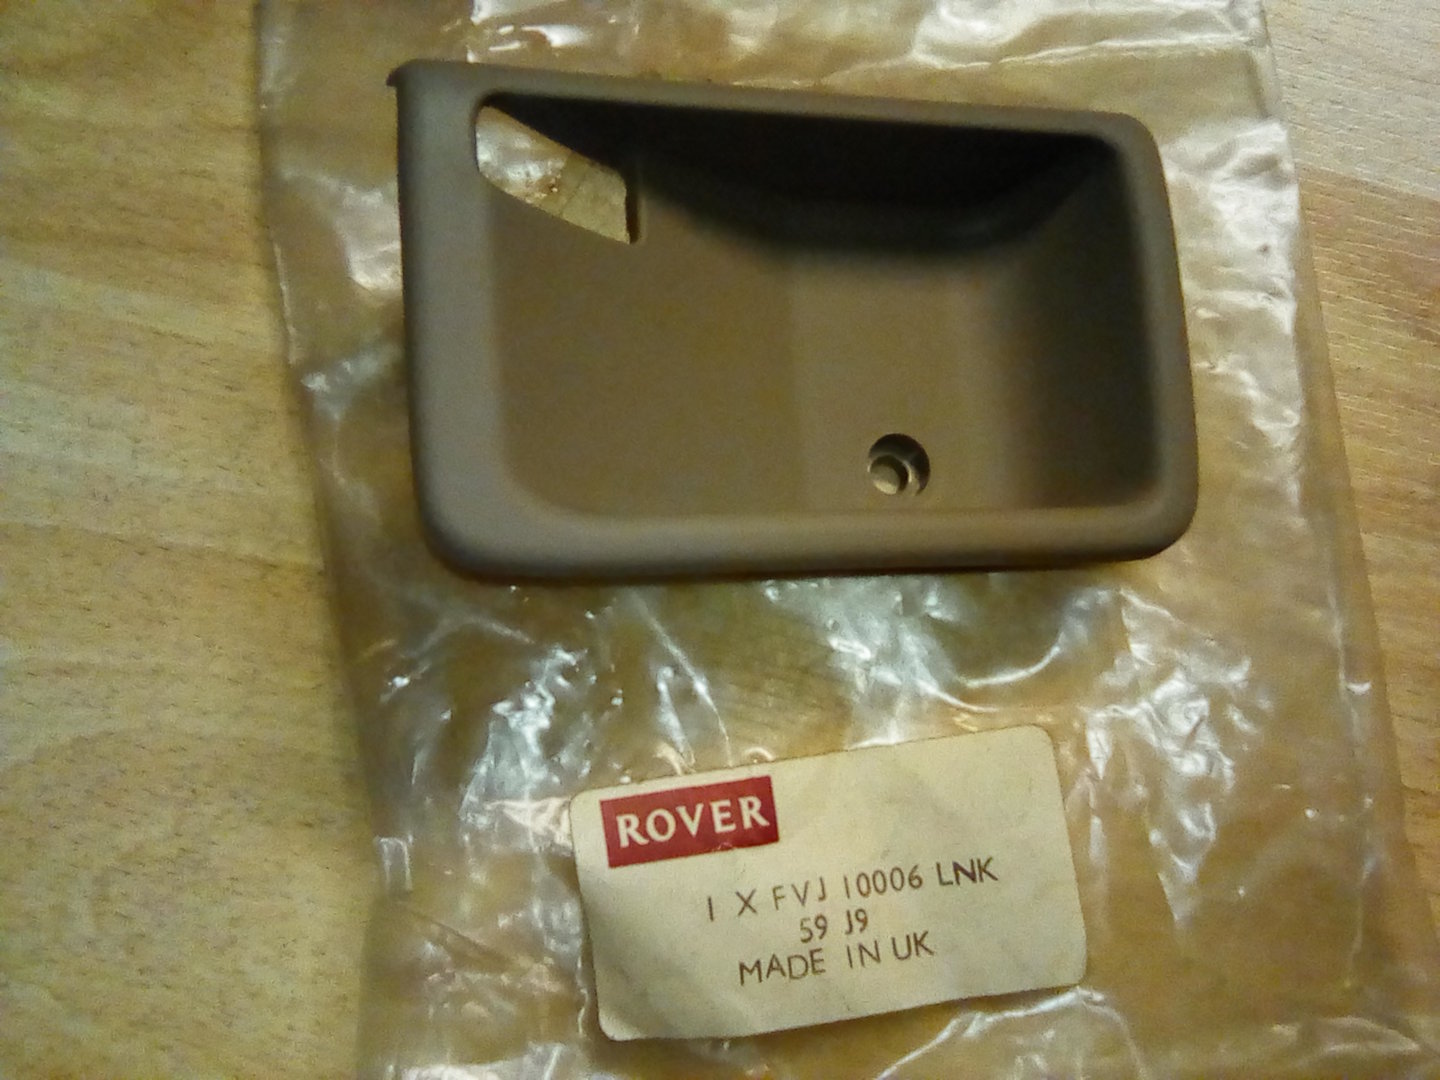 ROVER
1 X FVJ 10006 LNK
59 J9
MADE IN UK